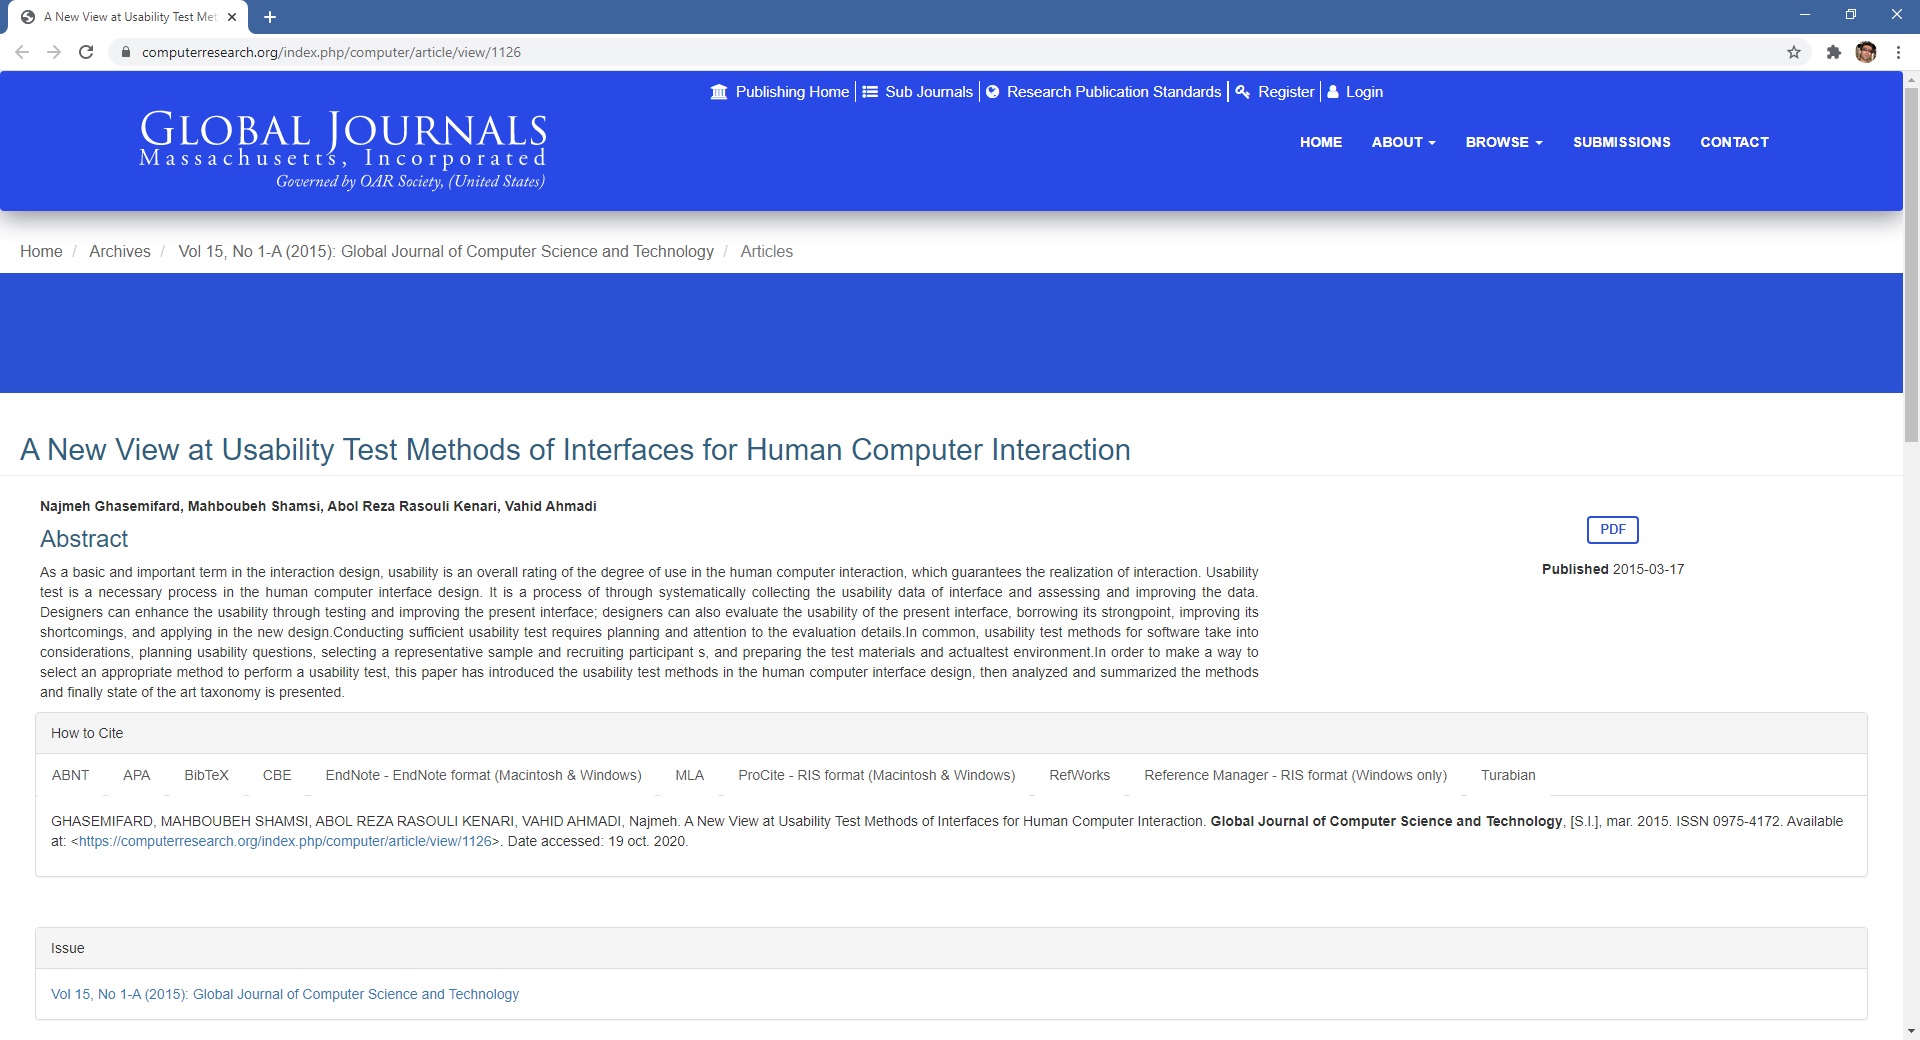 A New View at Usability Test Met
computerresearch.org/index.php/computer/article/view/1126
Publishing Home Sub Journals Research Publication Standards Register Login
GLOBAL JOURNALS
Massachusetts, Incorporated
Governed by OAR Society, (United States)
HOME ABOUT BROWSE SUBMISSIONS CONTACT
Home / Archives / Vol 15, No 1-A (2015): Global Journal of Computer Science and Technology / Articles
A New View at Usability Test Methods of Interfaces for Human Computer Interaction
Najmeh Ghasemifard, Mahboubeh Shamsi, Abol Reza Rasouli Kenari, Vahid Ahmadi
Abstract
As a basic and important term in the interaction design, usability is an overall rating of the degree of use in the human computer interaction, which guarantees the realization of interaction. Usability
test is a necessary process in the human computer interface design. It is a process of through systematically collecting the usability data of interface and assessing and improving the data.
Designers can enhance the usability through testing and improving the present interface; designers can also evaluate the usability of the present interface, borrowing its strongpoint, improving its
shortcomings, and applying in the new design.Conducting sufficient usability test requires planning and attention to the evaluation details.In common, usability test methods for software take into
considerations, planning usability questions, selecting a representative sample and recruiting participant s, and preparing the test materials and actualtest environment.In order to make a way to
select an appropriate method to perform a usability test, this paper has introduced the usability test methods in the human computer interface design, then analyzed and summarized the methods
and finally state of the art taxonomy is presented.
PDF
Published 2015-03-17
How to Cite
ABNT APA BibTeX CBE EndNote - EndNote format (Macintosh & Windows) MLA ProCite - RIS format (Macintosh & Windows) RefWorks Reference Manager - RIS format (Windows only) Turabian
GHASEMIFARD, MAHBOUBEH SHAMSI, ABOL REZA RASOULI KENARI, VAHID AHMADI, Najmeh. A New View at Usability Test Methods of Interfaces for Human Computer Interaction. Global Journal of Computer Science and Technology, [S.l.], mar. 2015. ISSN 0975-4172. Available
at: <https://computerresearch.org/index.php/computer/article/view/1126>. Date accessed: 19 oct. 2020.
Issue
Vol 15, No 1-A (2015): Global Journal of Computer Science and Technology